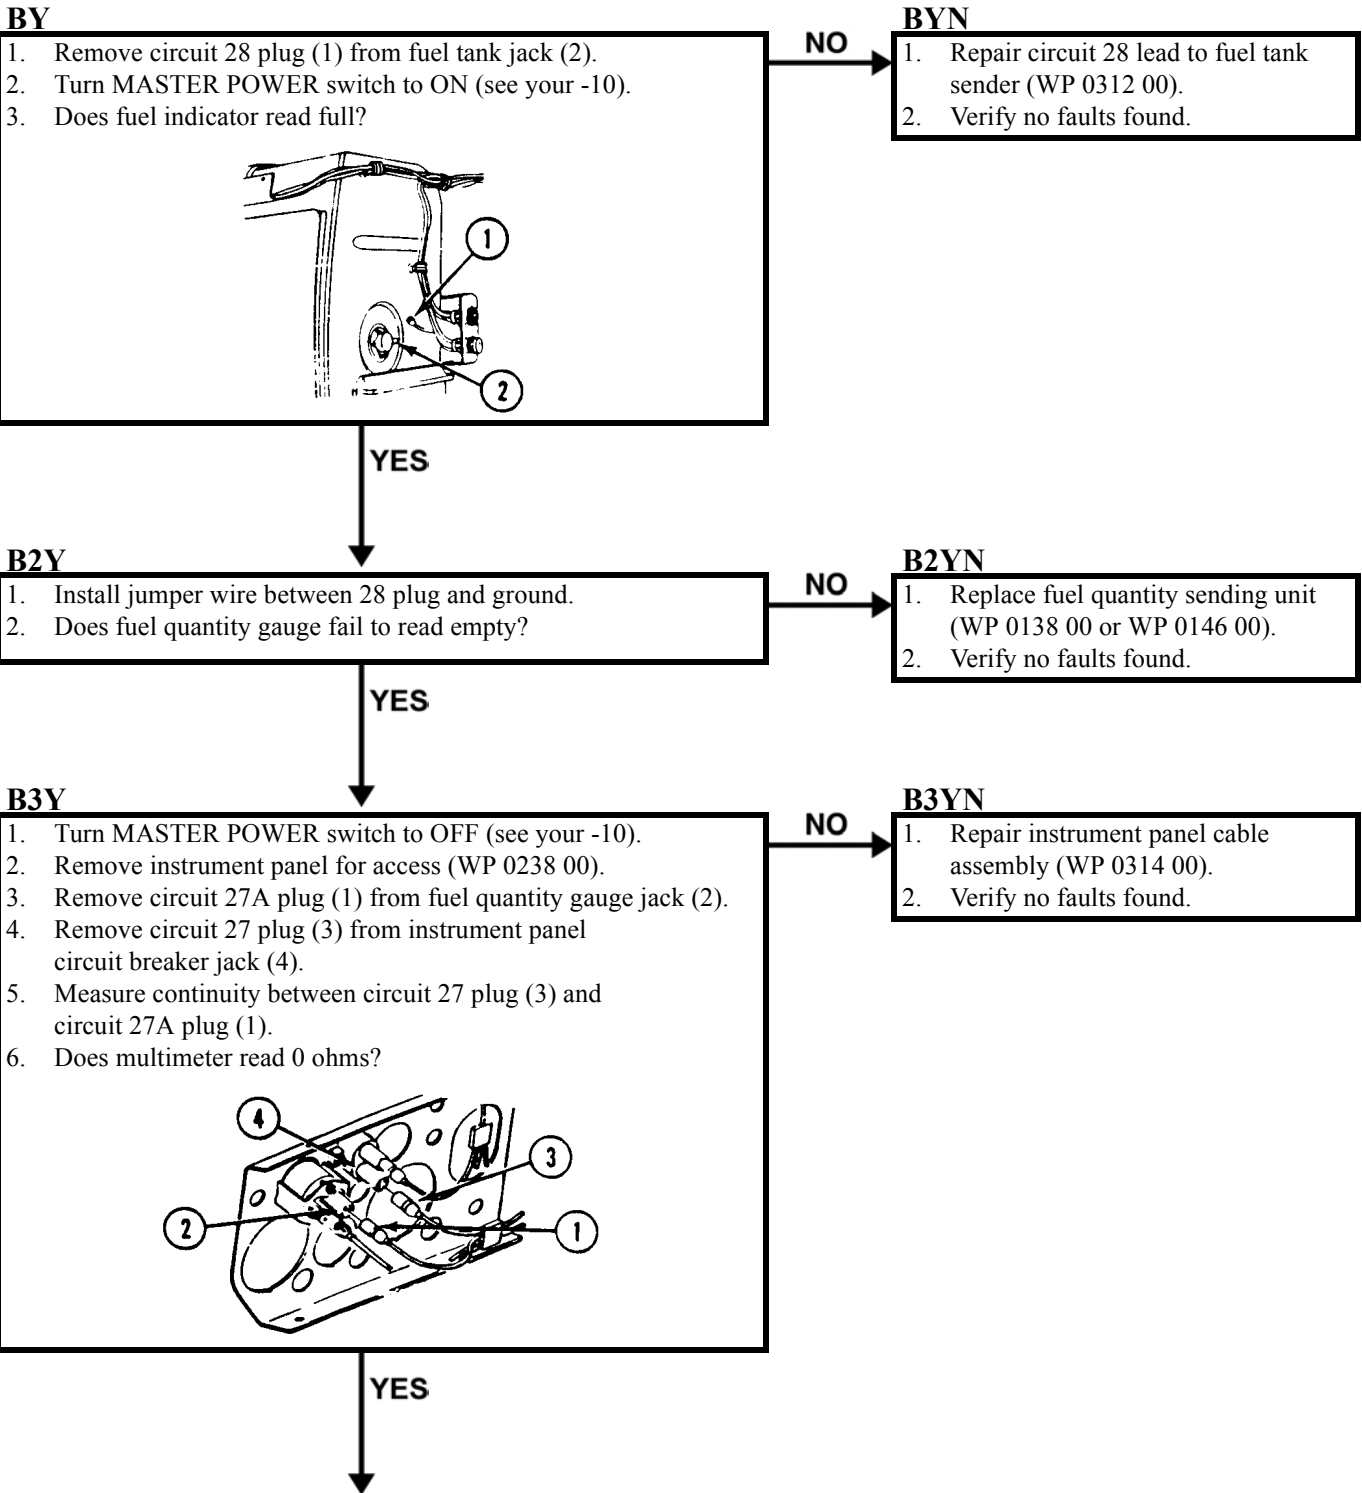 BY
1. Remove circuit 28 plug (1) from fuel tank jack (2).
2. Turn MASTER POWER switch to ON (see your -10).
3. Does fuel indicator read full?
1
2
NO
BYN
1. Repair circuit 28 lead to fuel tank
sender (WP 0312 00).
2. Verify no faults found.
YES
B2Y
1. Install jumper wire between 28 plug and ground.
2. Does fuel quantity gauge fail to read empty?
NO
B2YN
1. Replace fuel quantity sending unit
(WP 0138 00 or WP 0146 00).
2. Verify no faults found.
YES
B3Y
1. Turn MASTER POWER switch to OFF (see your -10).
2. Remove instrument panel for access (WP 0238 00).
3. Remove circuit 27A plug (1) from fuel quantity gauge jack (2).
4. Remove circuit 27 plug (3) from instrument panel
circuit breaker jack (4).
5. Measure continuity between circuit 27 plug (3) and
circuit 27A plug (1).
6. Does multimeter read 0 ohms?
4
3
2
1
NO
B3YN
1. Repair instrument panel cable
assembly (WP 0314 00).
2. Verify no faults found.
YES